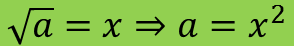 √a = x ⇒ a = x²